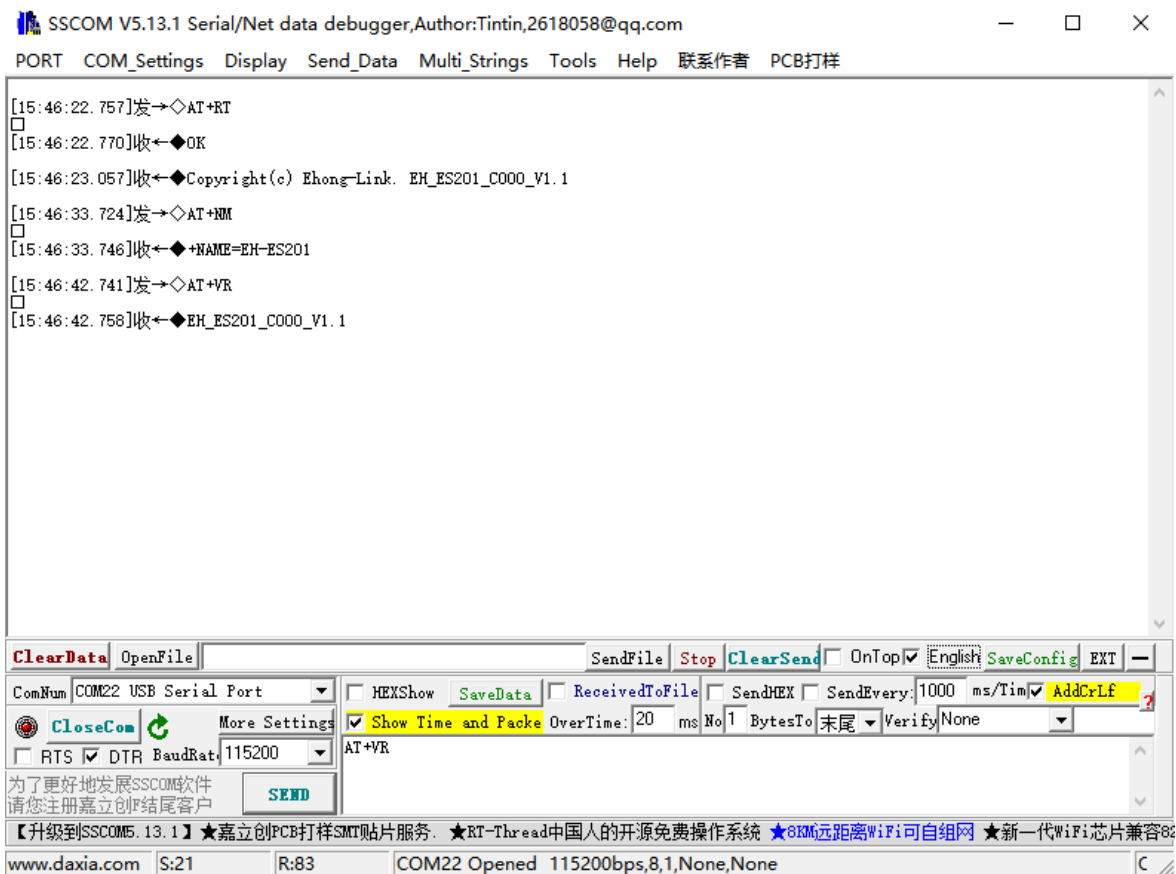 SSCOM V5.13.1 Serial/Net data debugger,Author:Tintin,2618058@qq.com
PORT COM_Settings Display Send_Data Multi_Strings Tools Help 联系作者 PCB打样
[15:46:22.757]发→◇AT+RT
□
[15:46:22.770]收←◆OK
[15:46:23.057]收←◆Copyright(c) Ehong-Link. EH_ES201_C000_V1.1
[15:46:33.724]发→◇AT+NM
□
[15:46:33.746]收←◆+NAME=EH-ES201
[15:46:42.741]发→◇AT+VR
□
[15:46:42.758]收←◆EH_ES201_C000_V1.1
ClearData OpenFile SendFile Stop ClearSend OnTop English SaveConfig EXT —
ComNum COM22 USB Serial Port HEXShow SaveData ReceivedToFile SendHEX SendEvery: 1000 ms/Tim AddCrLf
CloseCom More Settings Show Time and Packe OverTime: 20 ms No 1 BytesTo 末尾 Verify None ?
RTS DTR BaudRat 115200 AT+VR
为了更好地发展SSCOM软件
请您注册嘉立创F结尾客户 SEND
【升级到SSCOM5.13.1】★嘉立创PCB打样SMT贴片服务. ★RT-Thread中国人的开源免费操作系统 ★8KM远距离WiFi可自组网 ★新一代WiFi芯片兼容82
www.daxia.com S:21 R:83 COM22 Opened 115200bps,8,1,None,None C